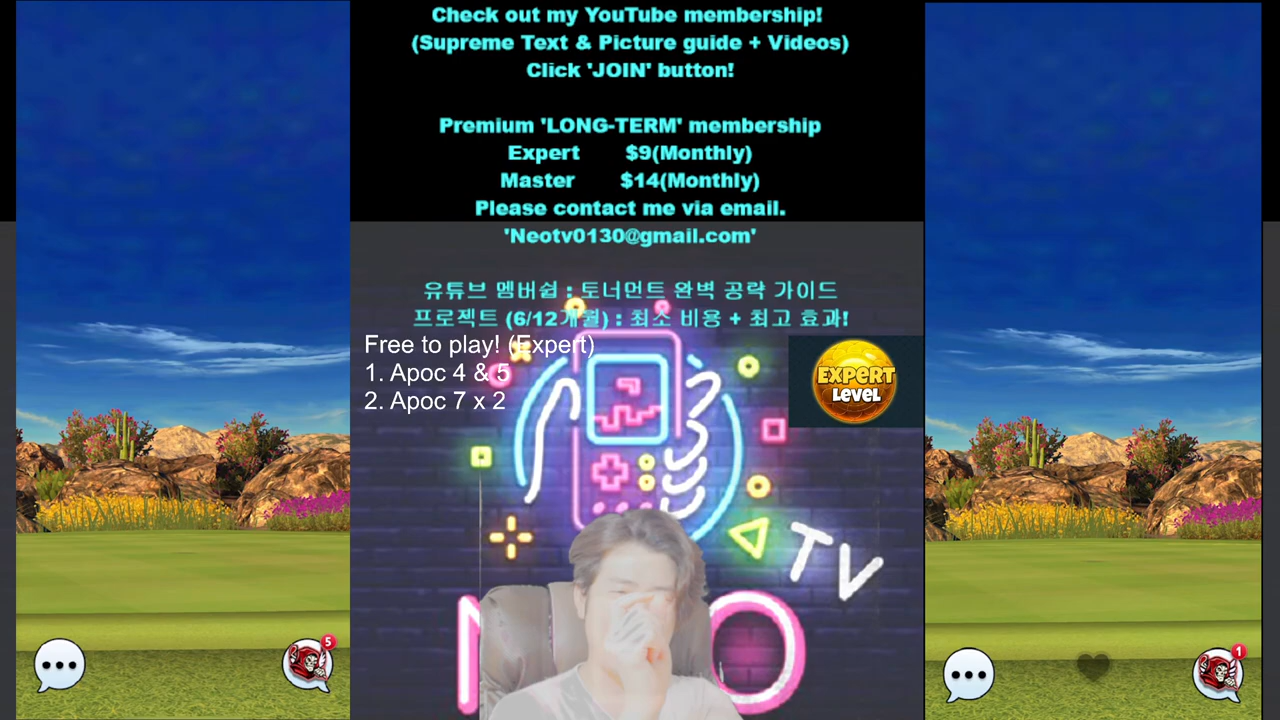 Check out my YouTube membership!
(Supreme Text & Picture guide + Videos)
Click 'JOIN' button!
Premium 'LONG-TERM' membership
Expert $9(Monthly)
Master $14(Monthly)
Please contact me via email.
'Neotv0130@gmail.com'
유튜브 멤버쉽 : 토너먼트 완벽 공략 가이드
프로젝트 (6/12개월) : 최소 비용 + 최고 효과!
Free to play! (Expert)
1. Apoc 4 & 5
2. Apoc 7 x 2
EXPERT
LEVEL
TV
N O
5
1